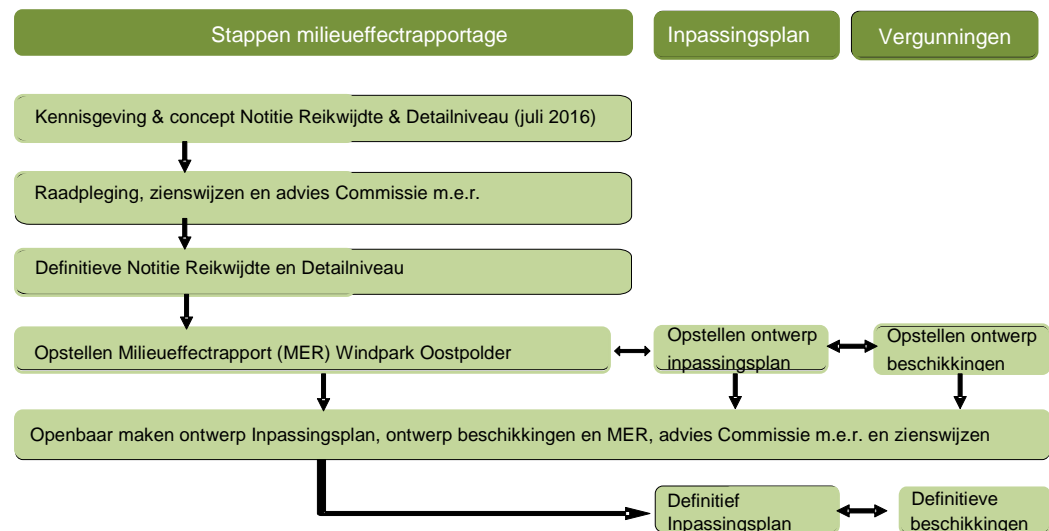 Stappen milieueffectrapportage
Inpassingsplan
Vergunningen
Kennisgeving & concept Notitie Reikwijdte & Detailniveau (juli 2016)
Raadpleging, zienswijzen en advies Commissie m.e.r.
Definitieve Notitie Reikwijdte en Detailniveau
Opstellen Milieueffectrapport (MER) Windpark Oostpolder
Opstellen ontwerp
inpassingsplan
Opstellen ontwerp
beschikkingen
Openbaar maken ontwerp Inpassingsplan, ontwerp beschikkingen en MER, advies Commissie m.e.r. en zienswijzen
Definitief
Inpassingsplan
Definitieve
beschikkingen